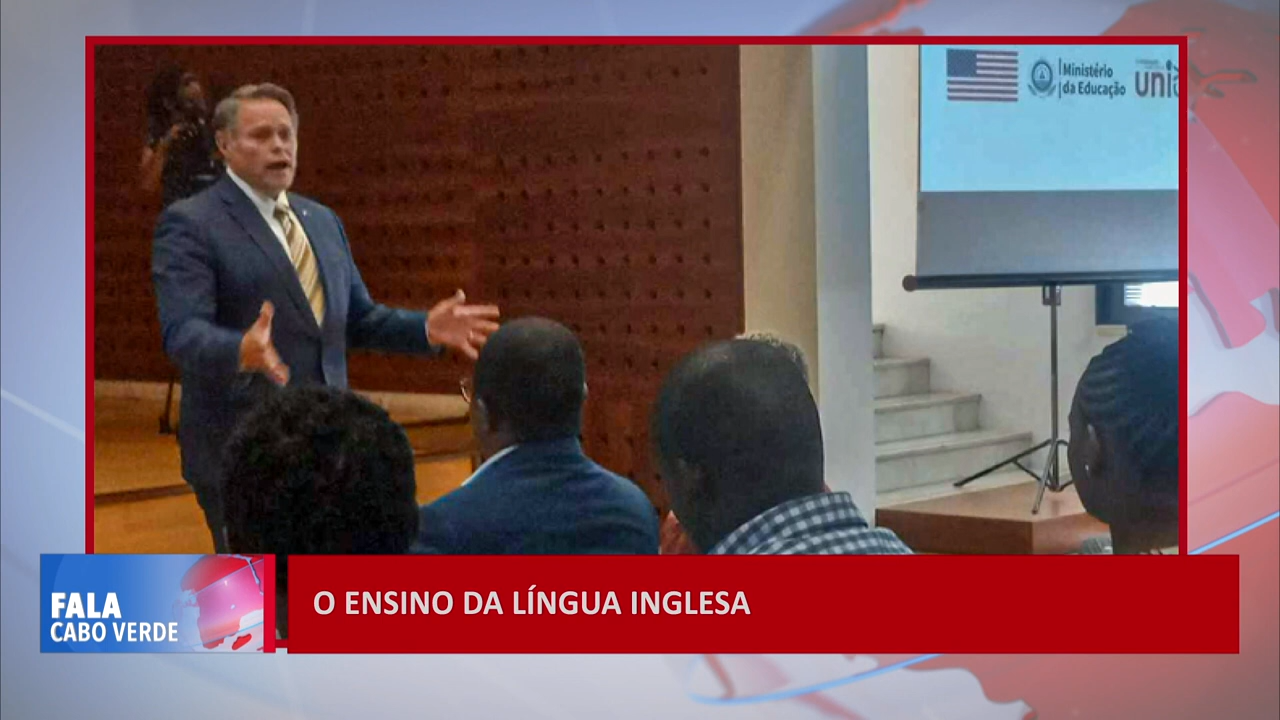 Ministério
da Educação
FALA
CABO VERDE
O ENSINO DA LÍNGUA INGLESA